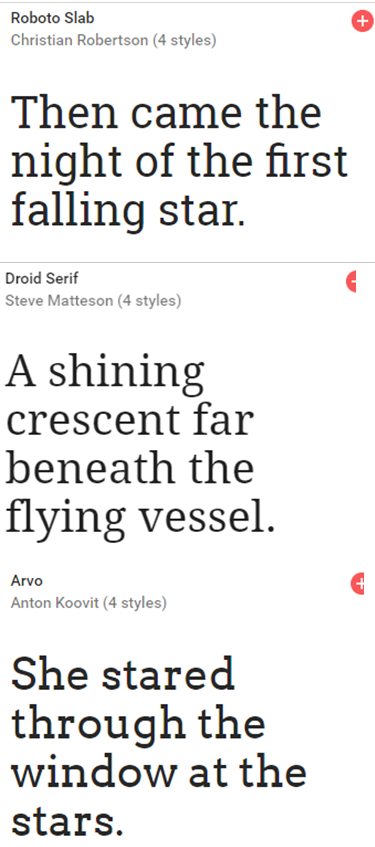 Roboto Slab
Christian Robertson (4 styles)
Then came the
night of the first
falling star.
Droid Serif
Steve Matteson (4 styles)
A shining
crescent far
beneath the
flying vessel.
Arvo
Anton Koovit (4 styles)
She stared
through the
window at the
stars.